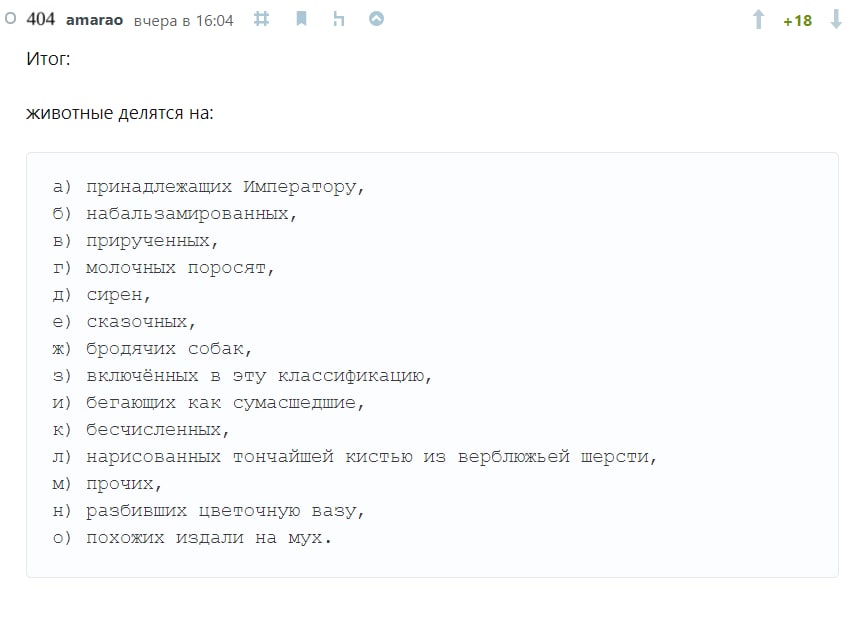 404 amarao вчера в 16:04 +18
Итог:
животные делятся на:
а) принадлежащих Императору,
б) набальзамированных,
в) прирученных,
г) молочных поросят,
д) сирен,
е) сказочных,
ж) бродячих собак,
з) включённых в эту классификацию,
и) бегающих как сумасшедшие,
к) бесчисленных,
л) нарисованных тончайшей кистью из верблюжьей шерсти,
м) прочих,
н) разбивших цветочную вазу,
о) похожих издали на мух.